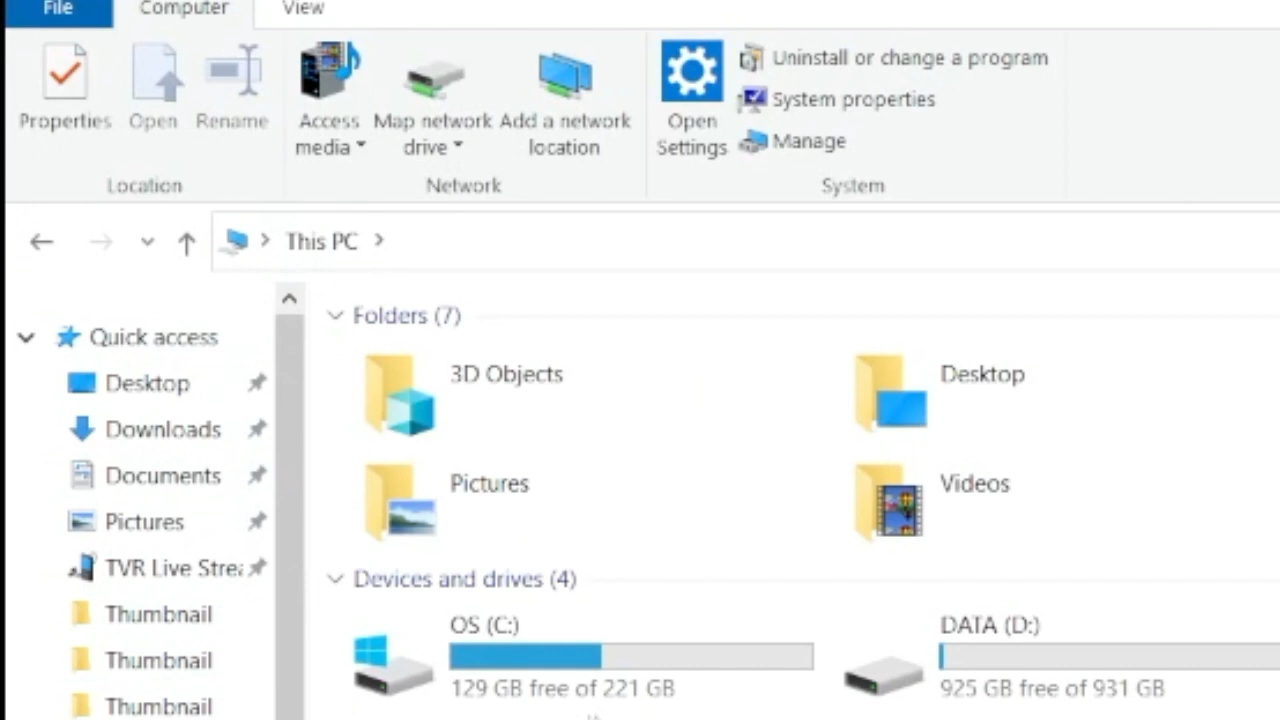 File Computer View
Properties Open Rename Access media Map network drive Add a network location Open Settings Uninstall or change a program
System properties
Manage
Location Network System
This PC
Quick access
Desktop
Downloads
Documents
Pictures
TVR Live Strea
Thumbnail
Thumbnail
Thumbnail
Folders (7)
3D Objects Desktop
Pictures Videos
Devices and drives (4)
OS (C:) DATA (D:)
129 GB free of 221 GB 925 GB free of 931 GB